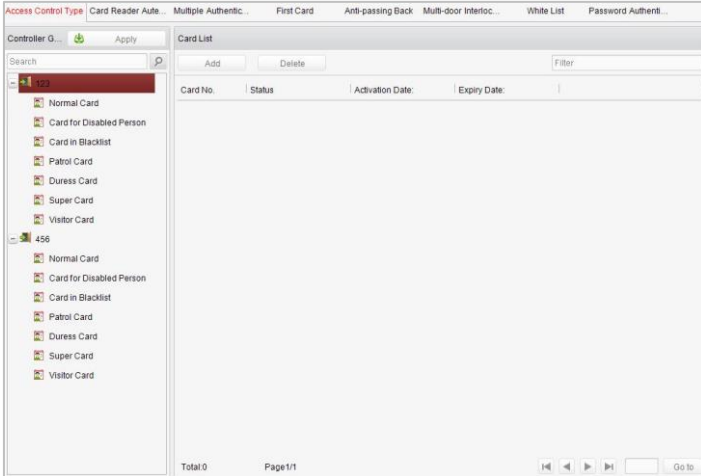 Access Control Type Card Reader Aute... Multiple Authentic... First Card Anti-passing Back Multi-door Interloc... White List Password Authenti...
Controller G... Apply Card List
Search Add Delete Filter
123
Card No. Status Activation Date: Expiry Date:
Normal Card
Card for Disabled Person
Card in Blacklist
Patrol Card
Duress Card
Super Card
Visitor Card
456
Normal Card
Card for Disabled Person
Card in Blacklist
Patrol Card
Duress Card
Super Card
Visitor Card
Total:0 Page1/1 Go to